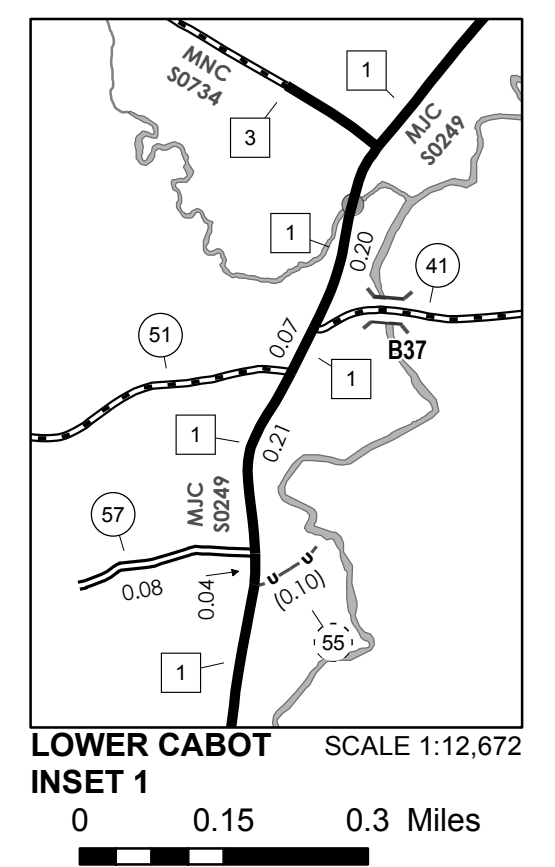 MNC
S0734
1
3
MJC
S0249
1
0.20
41
51
0.07
B37
1
1
0.21
MJC
S0249
57
0.08
0.04
U U
(0.10)
55
1
LOWER CABOT SCALE 1:12,672
INSET 1
0 0.15 0.3 Miles